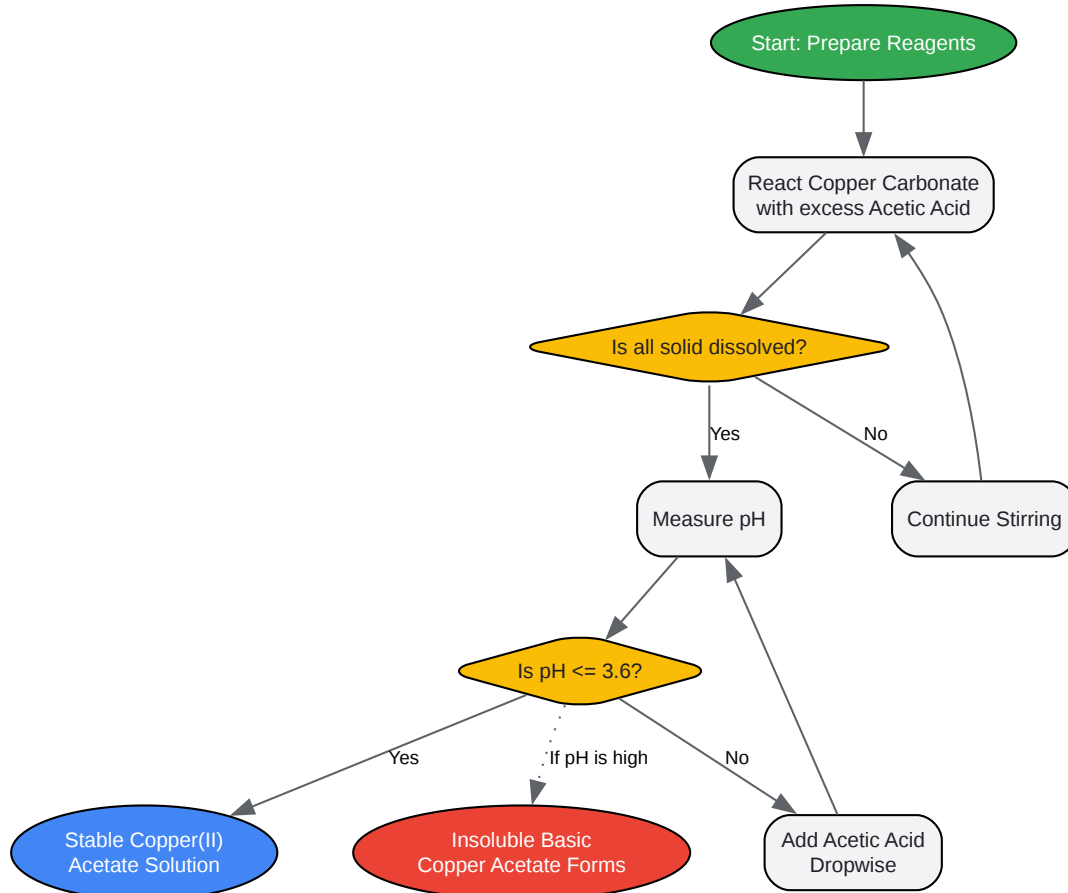 Start: Prepare Reagents
React Copper Carbonate
with excess Acetic Acid
Is all solid dissolved?
Yes
No
Measure pH
Continue Stirring
Is pH <= 3.6?
Yes
If pH is high
No
Stable Copper(II)
Acetate Solution
Insoluble Basic
Copper Acetate Forms
Add Acetic Acid
Dropwise